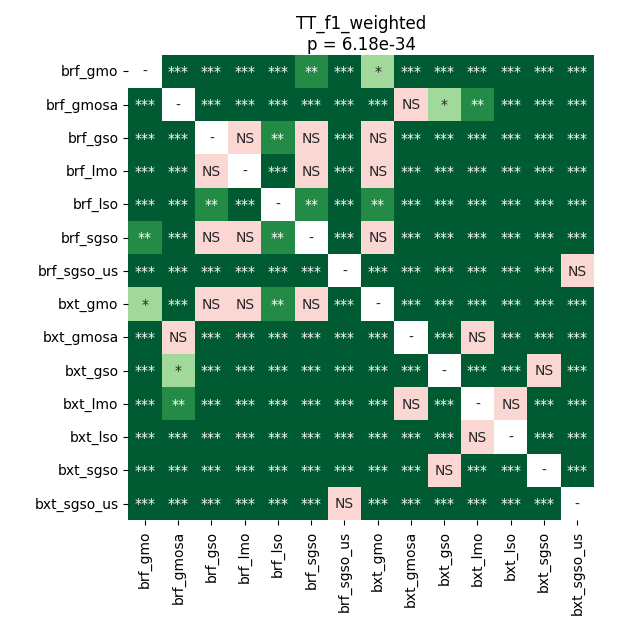 TT_f1_weighted
p = 6.18e-34
brf_gmo - *** *** *** *** ** *** * *** *** *** *** *** ***
brf_gmosa *** - *** *** *** *** *** *** NS * ** *** *** ***
brf_gso *** *** - NS ** NS *** NS *** *** *** *** *** ***
brf_lmo *** *** NS - *** NS *** NS *** *** *** *** *** ***
brf_lso *** *** ** *** - ** *** ** *** *** *** *** *** ***
brf_sgso ** *** NS NS ** - *** NS *** *** *** *** *** ***
brf_sgso_us *** *** *** *** *** *** - *** *** *** *** *** *** NS
bxt_gmo * *** NS NS ** NS *** - *** *** *** *** *** ***
bxt_gmosa *** NS *** *** *** *** *** *** - *** NS *** *** ***
bxt_gso *** * *** *** *** *** *** *** *** - *** *** NS ***
bxt_lmo *** ** *** *** *** *** *** *** NS *** - NS *** ***
bxt_lso *** *** *** *** *** *** *** *** *** *** NS - *** ***
bxt_sgso *** *** *** *** *** *** *** *** *** NS *** *** - ***
bxt_sgso_us *** *** *** *** *** *** NS *** *** *** *** *** *** -
brf_gmo
brf_gmosa
brf_gso
brf_lmo
brf_lso
brf_sgso
brf_sgso_us
bxt_gmo
bxt_gmosa
bxt_gso
bxt_lmo
bxt_lso
bxt_sgso
bxt_sgso_us